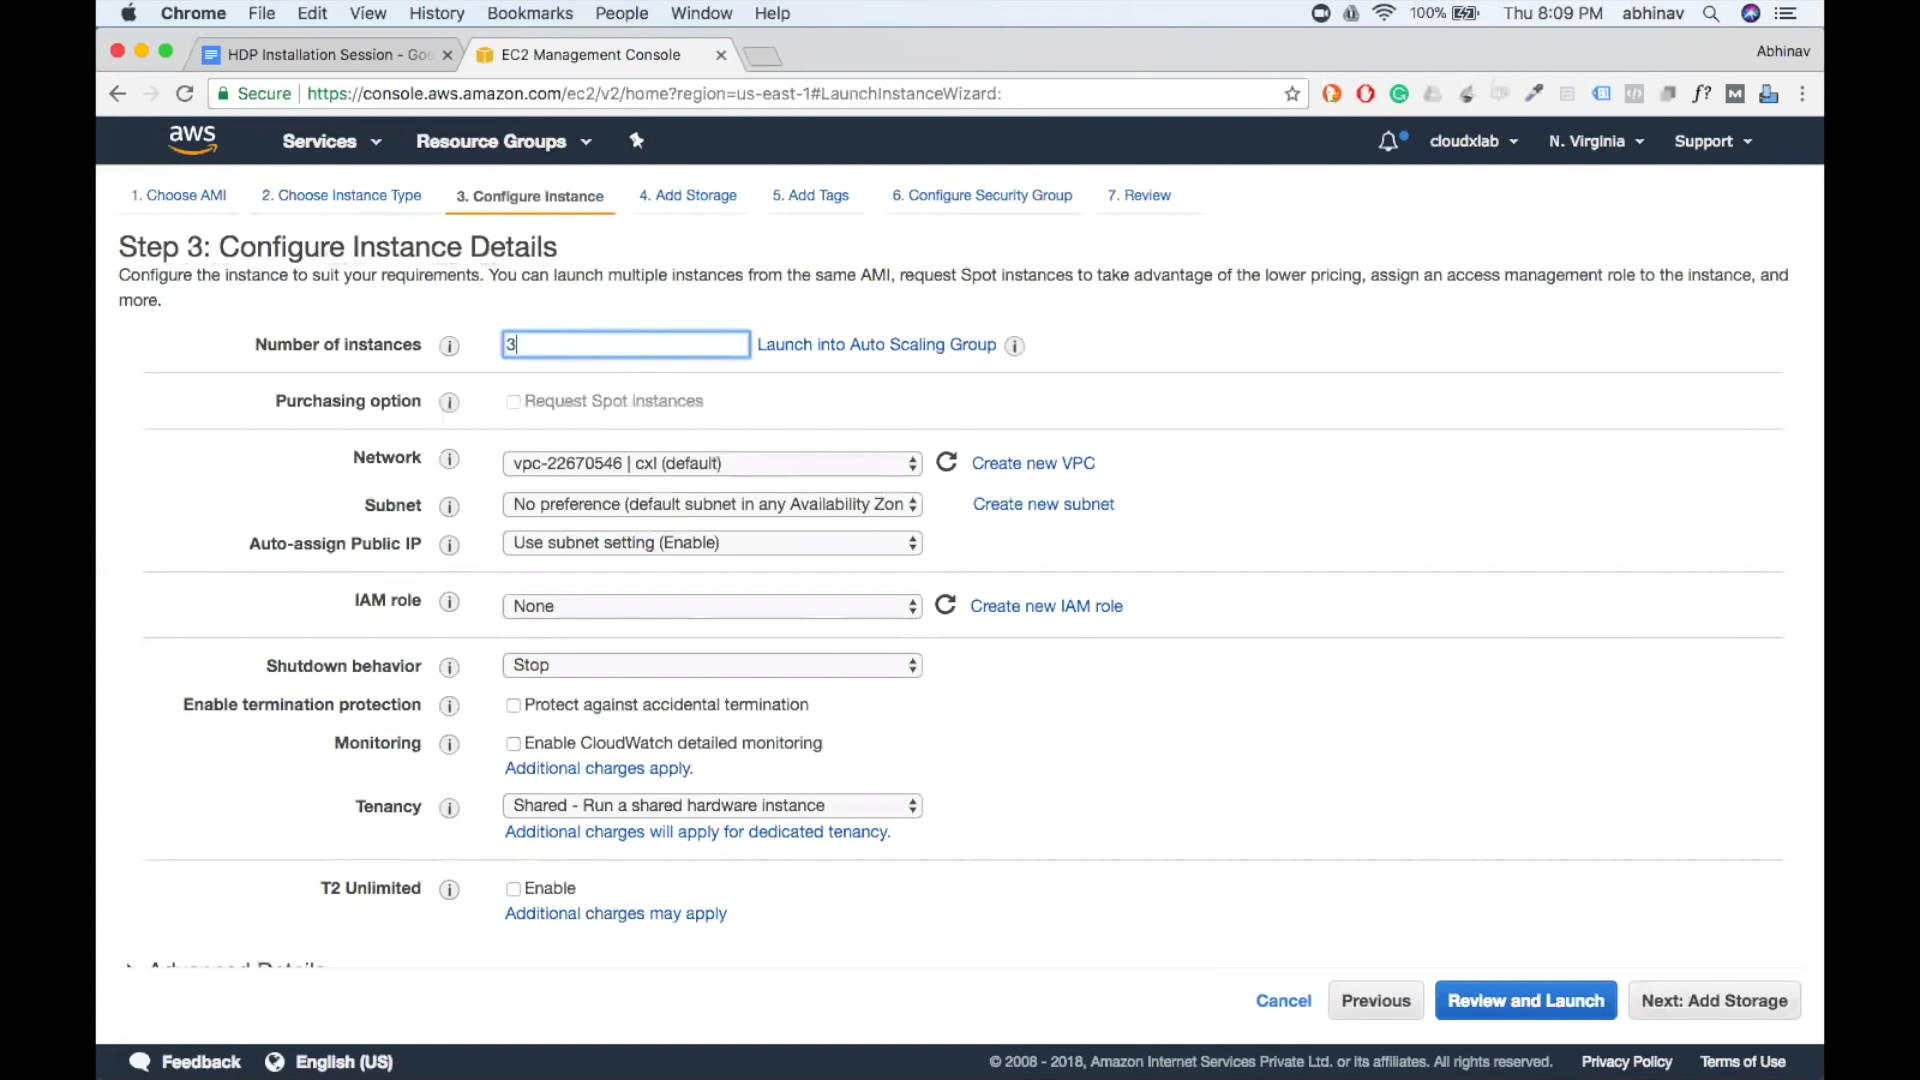 Chrome File Edit View History Bookmarks People Window Help 100% Thu 8:09 PM abhinav
HDP Installation Session - Goo EC2 Management Console Abhinav
Secure https://console.aws.amazon.com/ec2/v2/home?region=us-east-1#LaunchInstanceWizard:
aws Services Resource Groups cloudxlab N. Virginia Support
1. Choose AMI 2. Choose Instance Type 3. Configure Instance 4. Add Storage 5. Add Tags 6. Configure Security Group 7. Review
Step 3: Configure Instance Details
Configure the instance to suit your requirements. You can launch multiple instances from the same AMI, request Spot instances to take advantage of the lower pricing, assign an access management role to the instance, and
more.
Number of instances 3 Launch into Auto Scaling Group
Purchasing option Request Spot instances
Network vpc-22670546 | cxl (default) Create new VPC
Subnet No preference (default subnet in any Availability Zon Create new subnet
Auto-assign Public IP Use subnet setting (Enable)
IAM role None Create new IAM role
Shutdown behavior Stop
Enable termination protection Protect against accidental termination
Monitoring Enable CloudWatch detailed monitoring
Additional charges apply.
Tenancy Shared - Run a shared hardware instance
Additional charges will apply for dedicated tenancy.
T2 Unlimited Enable
Additional charges may apply
Advanced Details
Cancel Previous Review and Launch Next: Add Storage
Feedback English (US) © 2008 - 2018, Amazon Internet Services Private Ltd. or its affiliates. All rights reserved. Privacy Policy Terms of Use